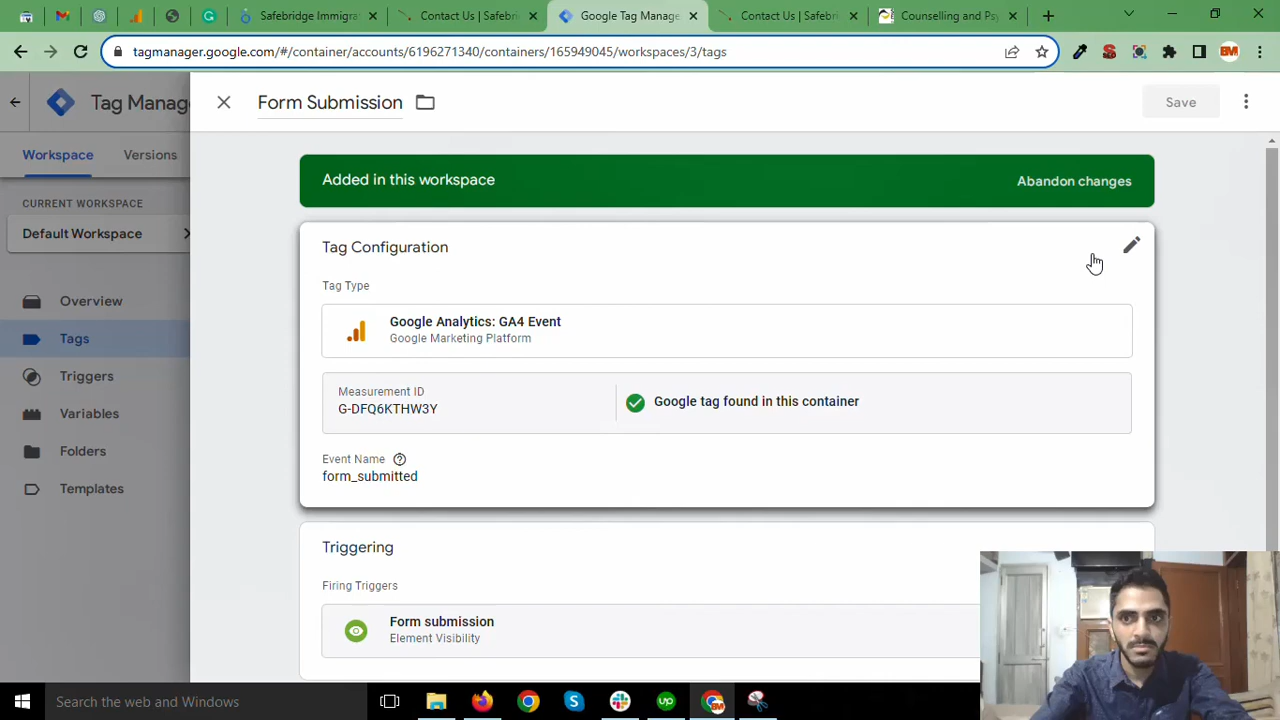 Safebridge Immigra
Contact Us | Safebri
Google Tag Manage
Contact Us | Safebri
Counselling and Psy
tagmanager.google.com/#/container/accounts/6196271340/containers/165949045/workspaces/3/tags
Tag Manag
Form Submission
Save
Workspace
Versions
Added in this workspace
Abandon changes
CURRENT WORKSPACE
Default Workspace
Overview
Tags
Triggers
Variables
Folders
Templates
Tag Configuration
Tag Type
Google Analytics: GA4 Event
Google Marketing Platform
Measurement ID
G-DFQ6KTHW3Y
Google tag found in this container
Event Name
form_submitted
Triggering
Firing Triggers
Form submission
Element Visibility
Search the web and Windows